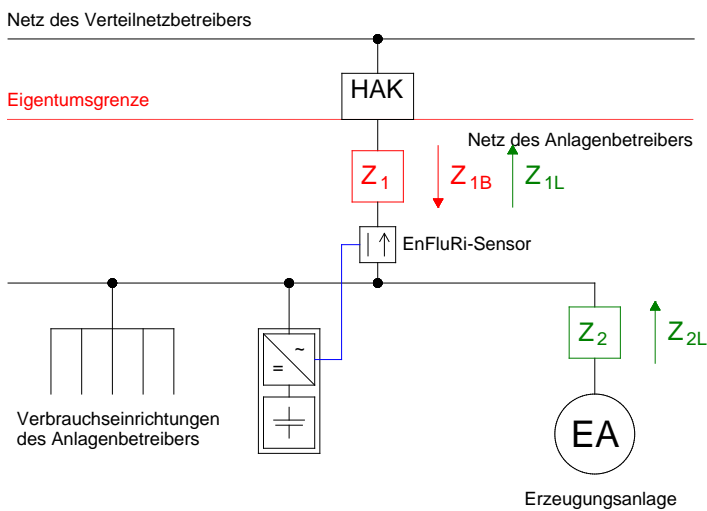 Netz des Verteilnetzbetreibers
HAK
Eigentumsgrenze
Netz des Anlagenbetreibers
Z1
Z1B
Z1L
EnFluRi-Sensor
Z2
Z2L
~
=
Verbrauchseinrichtungen
des Anlagenbetreibers
EA
Erzeugungsanlage